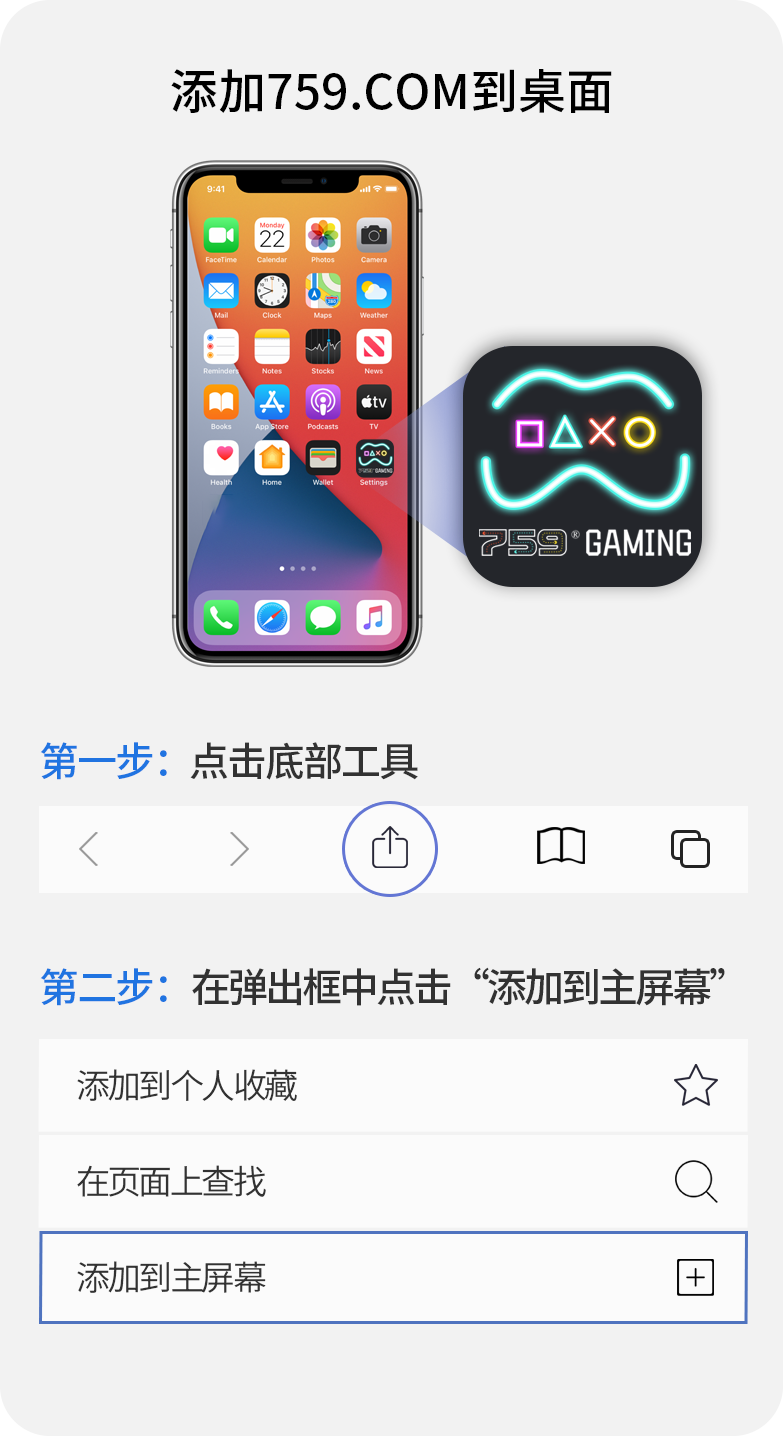 添加759.COM到桌面
9:41
Monday
22
FaceTime
Calendar
Photos
Camera
Mail
Clock
Maps
Weather
Reminders
Notes
Stocks
News
tv
Books
App Store
Podcasts
TV
Health
Home
Wallet
Settings
759® GAMING
第一步：点击底部工具
第二步：在弹出框中点击“添加到主屏幕”
添加到个人收藏
在页面上查找
添加到主屏幕